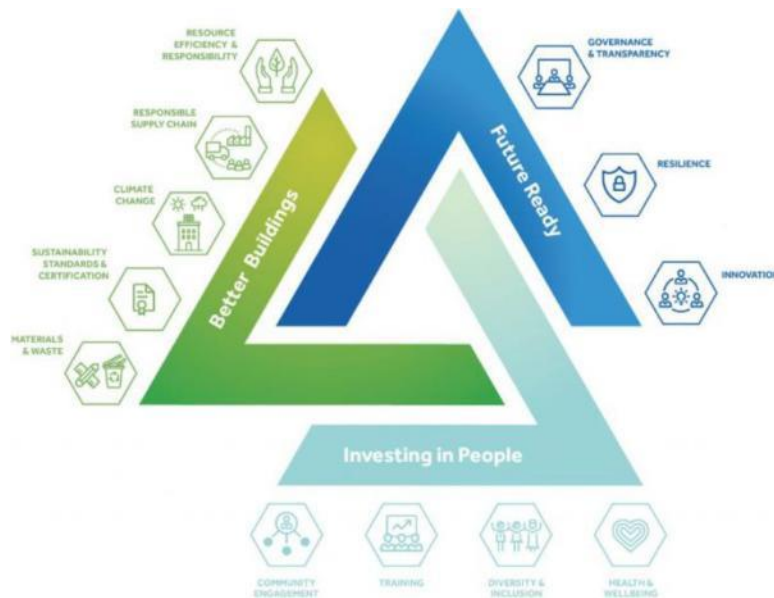 RESOURCE
EFFICIENCY &
RESPONSIBILITY
RESPONSIBLE
SUPPLY CHAIN
CLIMATE
CHANGE
SUSTAINABILITY
STANDARDS &
CERTIFICATION
MATERIALS
& WASTE
Better Buildings
GOVERNANCE
& TRANSPARENCY
RESILIENCE
INNOVATION
Future Ready
Investing in People
COMMUNITY
ENGAGEMENT
TRAINING
DIVERSITY &
INCLUSION
HEALTH &
WELLBEING